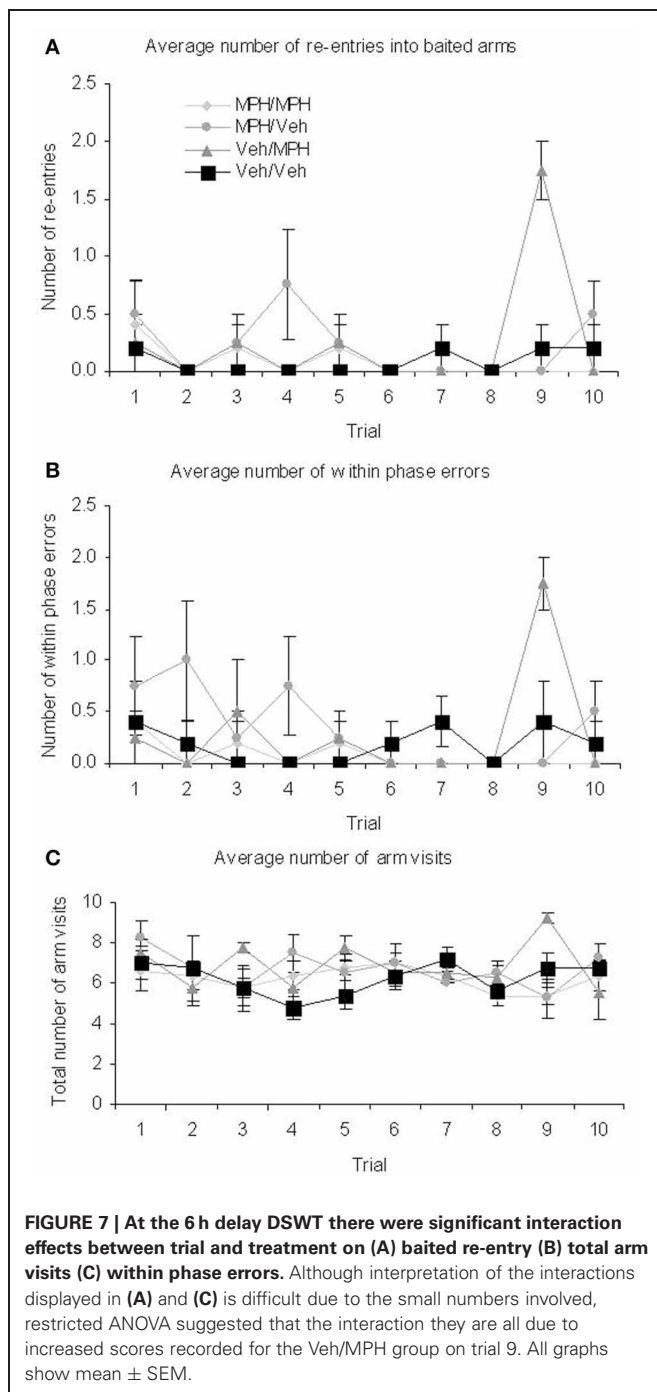 A Average number of re-entries into baited arms
2.5
2.0
1.5
1.0
0.5
0.0
Number of re-entries
MPH/MPH
MPH/Veh
Veh/MPH
Veh/Veh
1 2 3 4 5 6 7 8 9 10
Trial
B Average number of within phase errors
2.5
2.0
1.5
1.0
0.5
0.0
Number of within phase errors
1 2 3 4 5 6 7 8 9 10
Trial
C Average number of arm visits
10
8
6
4
2
0
Total number of arm visits
1 2 3 4 5 6 7 8 9 10
Trial
FIGURE 7 | At the 6 h delay DSWT there were significant interaction
effects between trial and treatment on (A) baited re-entry (B) total arm
visits (C) within phase errors. Although interpretation of the interactions
displayed in (A) and (C) is difficult due to the small numbers involved,
restricted ANOVA suggested that the interaction they are all due to
increased scores recorded for the Veh/MPH group on trial 9. All graphs
show mean ± SEM.